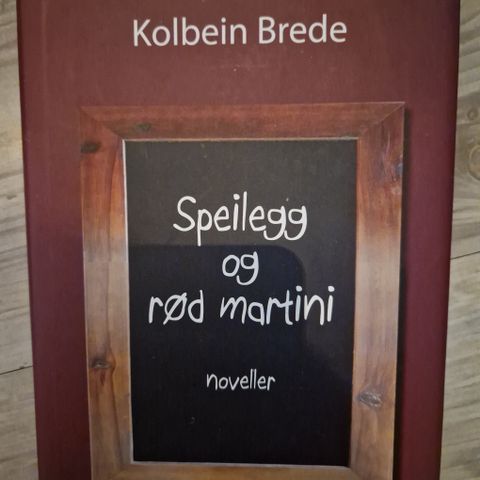 Kolbein Brede
Speilegg
og
rød martini
noveller